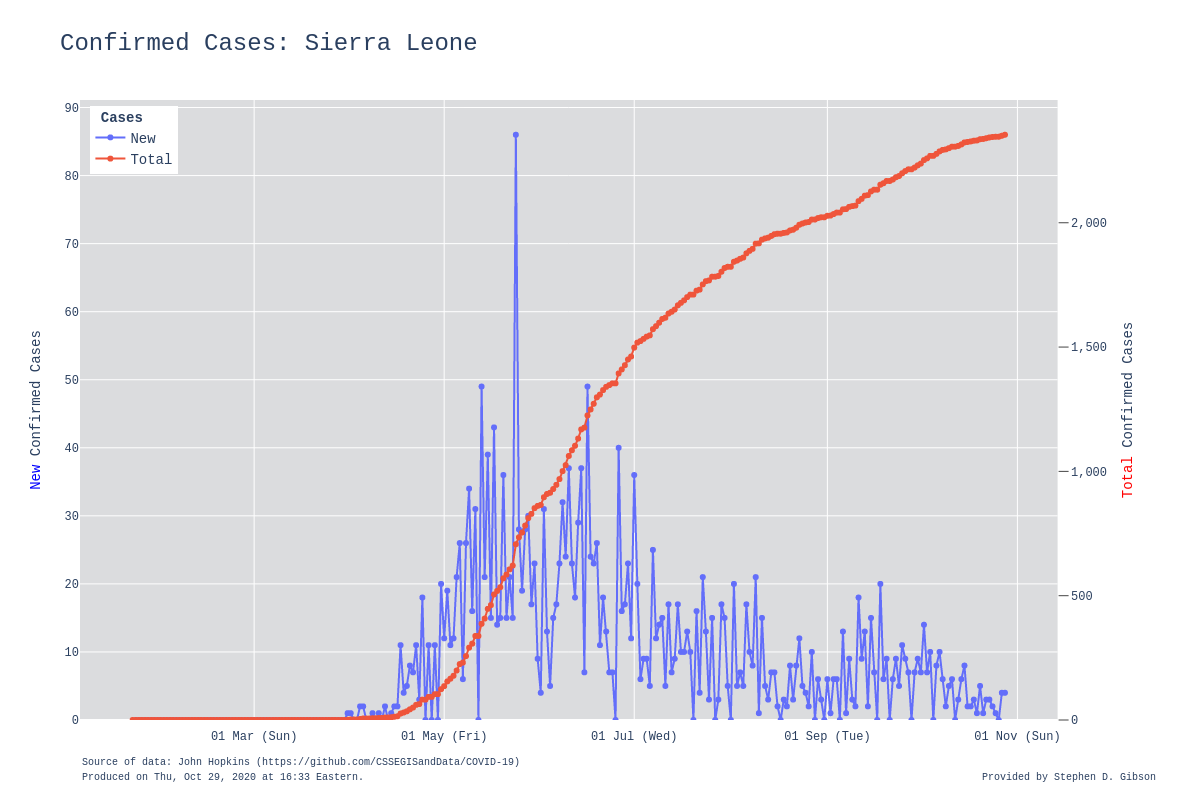 Confirmed Cases: Sierra Leone
Cases
New
Total
90
80
70
60
50
40
30
20
10
0
New Confirmed Cases
2,000
1,500
1,000
500
0
Total Confirmed Cases
01 Mar (Sun)
01 May (Fri)
01 Jul (Wed)
01 Sep (Tue)
01 Nov (Sun)
Source of data: John Hopkins (https://github.com/CSSEGISandData/COVID-19)
Produced on Thu, Oct 29, 2020 at 16:33 Eastern.
Provided by Stephen D. Gibson